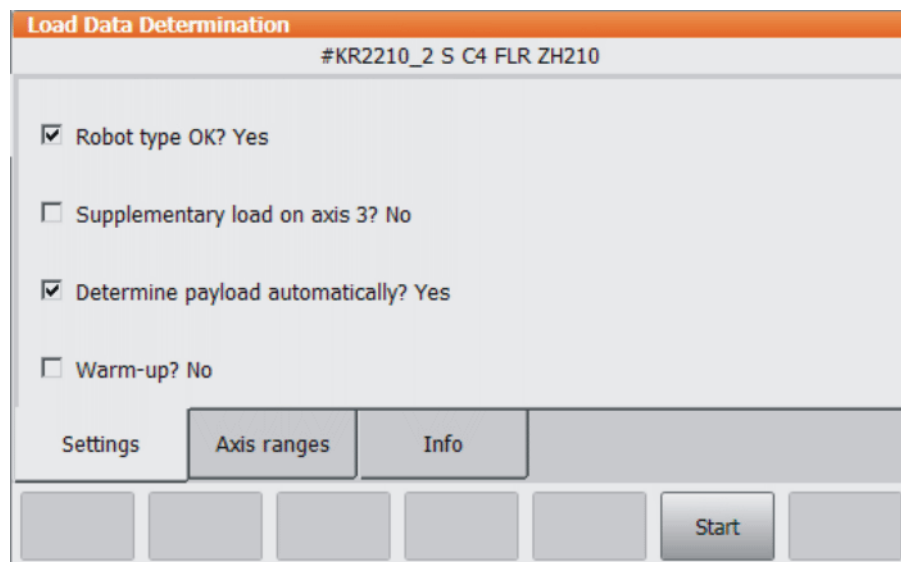 Load Data Determination
#KR2210_2 S C4 FLR ZH210
Robot type OK? Yes
Supplementary load on axis 3? No
Determine payload automatically? Yes
Warm-up? No
Settings
Axis ranges
Info
Start